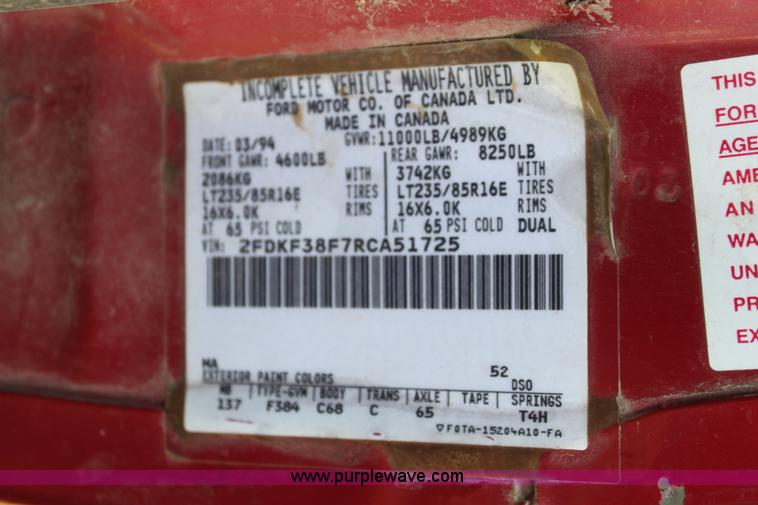 INCOMPLETE VEHICLE MANUFACTURED BY
FORD MOTOR CO. OF CANADA LTD.
MADE IN CANADA
DATE: 03/94 GVWR: 11000LB/4989KG
FRONT GAWR: 4600LB REAR GAWR: 8250LB
2086KG WITH 3742KG WITH
LT235/85R16E TIRES LT235/85R16E TIRES
16X6.0K RIMS 16X6.0K RIMS
AT 65 PSI COLD AT 65 PSI COLD DUAL
VIN: 2FDKF38F7RCA51725
MA 52
EXTERIOR PAINT COLORS DSO
WB TYPE-GVW BODY TRANS AXLE TAPE SPRINGS
137 F384 C68 C 65 T4H
▽F0TA-15204A10-FA
THIS
FOR
AGE
AME
AN
WA
UN
PR
EX
www.purplewave.com